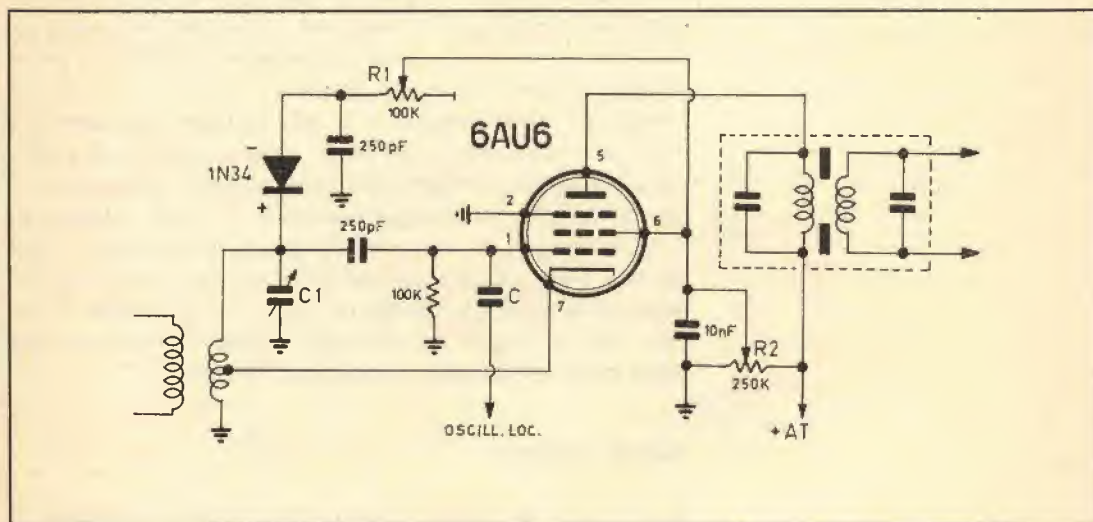 R1
100K
6AU6
250pF
1N34
−
+
250pF
C1
100K
C
2
1
5
6
7
10nF
R2
250K
OSCILL. LOC.
+AT